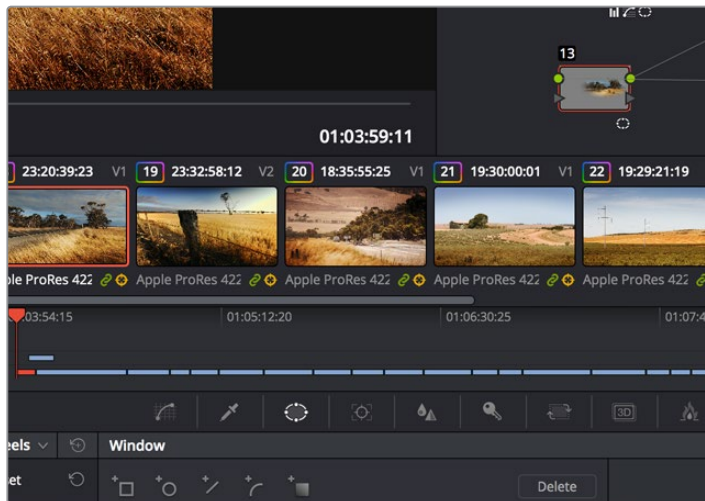 13
01:03:59:11
23:20:39:23 V1 19 23:32:58:12 V2 20 18:35:55:25 V1 21 19:30:00:01 V1 22 19:29:21:19
ple ProRes 422 Apple ProRes 422 Apple ProRes 422 Apple ProRes 422 Apple ProRes 422
:03:54:15 01:05:12:20 01:06:30:25 01:07:4
3D
eels Window
set Delete